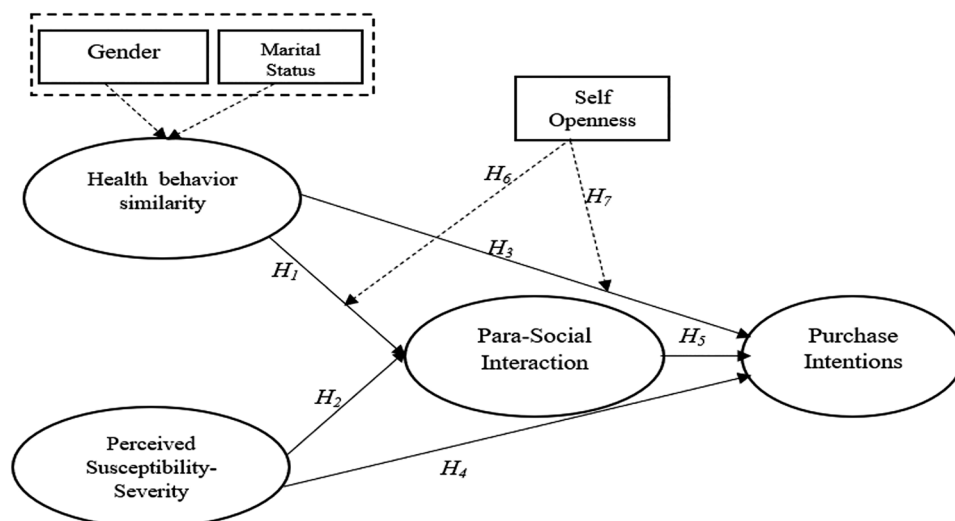 Gender
Marital
Status
Self
Openness
Health behavior
similarity
H6
H7
H3
H1
Para-Social
Interaction
H5
Purchase
Intentions
H2
Perceived
Susceptibility-
Severity
H4